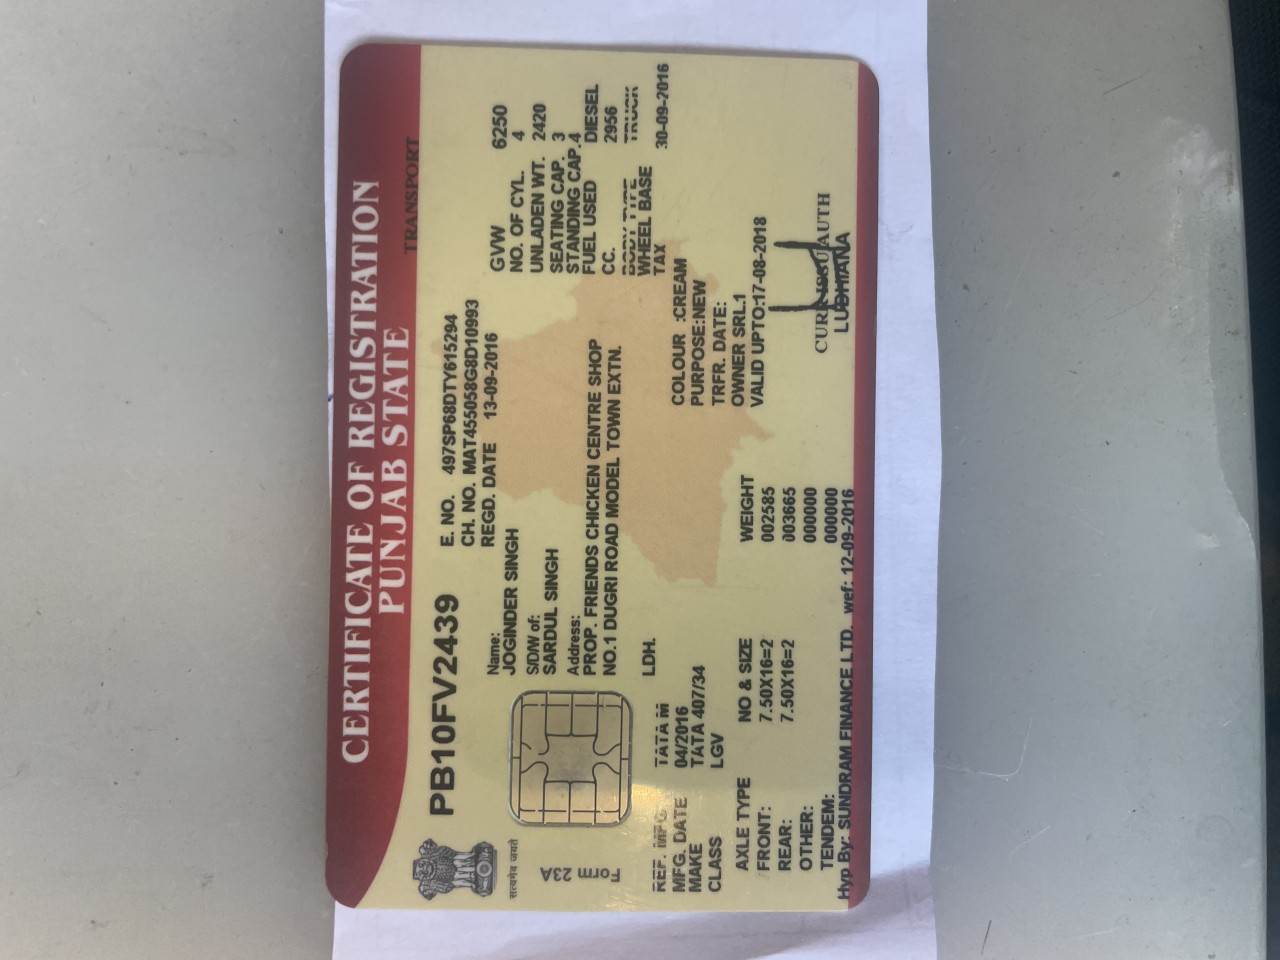 CERTIFICATE OF REGISTRATION
PUNJAB STATE
TRANSPORT
सत्यमेव जयते
PB10FV2439
E. NO. 497SP68DTY615294
CH. NO. MAT455058G8D10993
REGD. DATE 13-09-2016
Name:
JOGINDER SINGH
S/D/W of:
SARDUL SINGH
Address:
PROP. FRIENDS CHICKEN CENTRE SHOP
NO.1 DUGRI ROAD MODEL TOWN EXTN.
LDH.
GVW 6250
NO. OF CYL. 4
UNLADEN WT. 2420
SEATING CAP. 3
STANDING CAP. 4
FUEL USED DIESEL
CC. 2956
BODY TYPE TRUCK
WHEEL BASE
TAX 30-09-2016
23A
REF. MFG TATA M
MFG. DATE 04/2016
MAKE TATA 407/34
CLASS LGV
COLOUR :CREAM
PURPOSE:NEW
TRFR. DATE:
OWNER SRL.1
VALID UPTO:17-08-2018
AXLE TYPE NO & SIZE WEIGHT
FRONT: 7.50X16=2 002585
REAR: 7.50X16=2 003665
OTHER: 000000
TENDEM: 000000
Hyp By: SUNDRAM FINANCE LTD. wef: 12-09-2016
AUTH
LUDHIANA